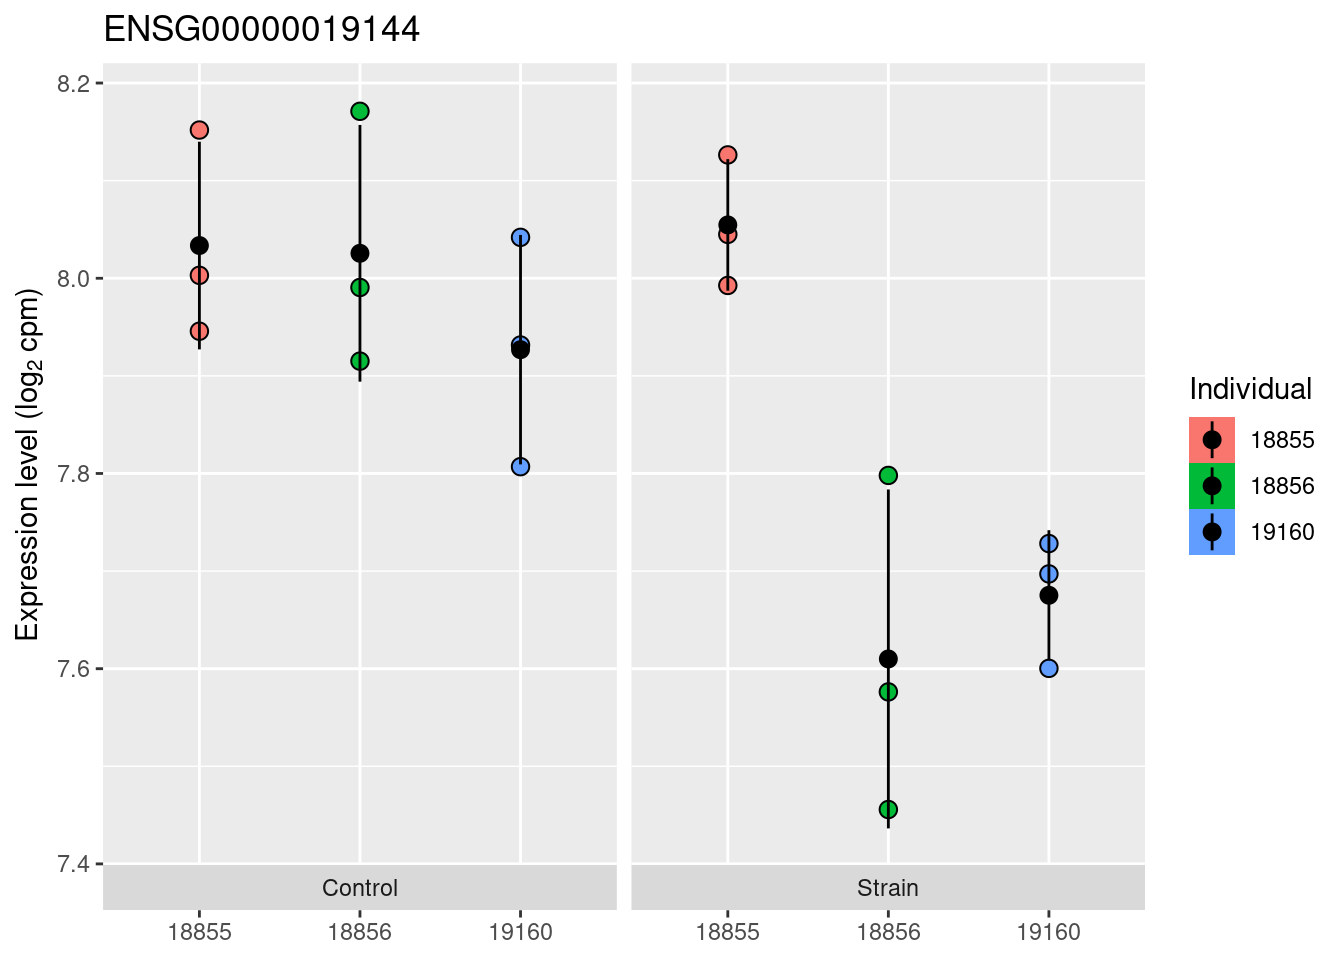 ENSG00000019144
Expression level (log2 cpm)
8.2
8.0
7.8
7.6
7.4
Control
Strain
18855 18856 19160
18855 18856 19160
Individual
18855
18856
19160